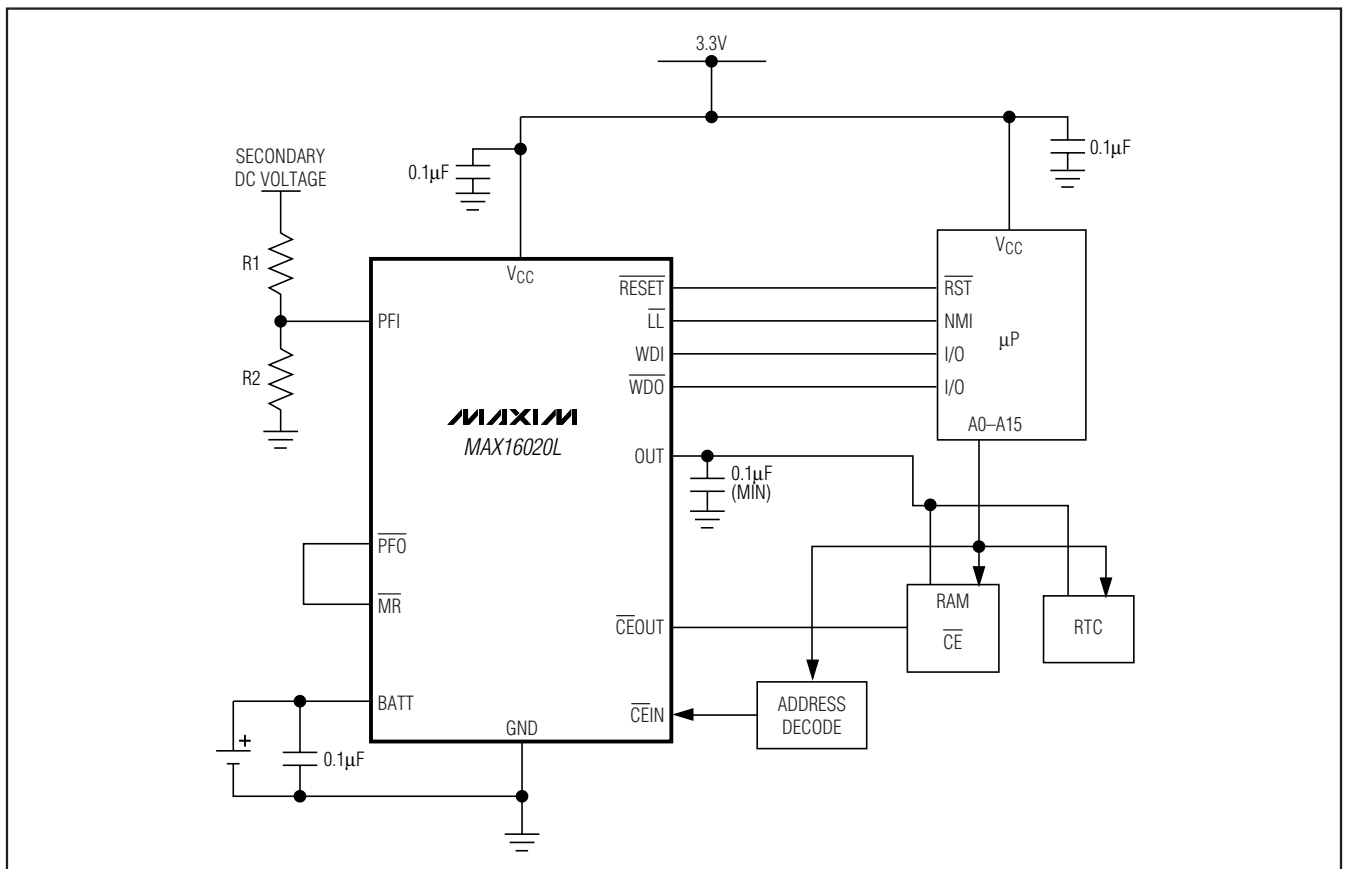 3.3V
0.1µF
0.1µF
SECONDARY
DC VOLTAGE
R1
R2
VCC
PFI
PFO
MR
BATT
GND
RESET
LL
WDI
WDO
OUT
CEOUT
CEIN
MAXIM
MAX16020L
VCC
RST
NMI
I/O
I/O
µP
A0–A15
0.1µF
(MIN)
RAM
CE
RTC
ADDRESS
DECODE
+
0.1µF